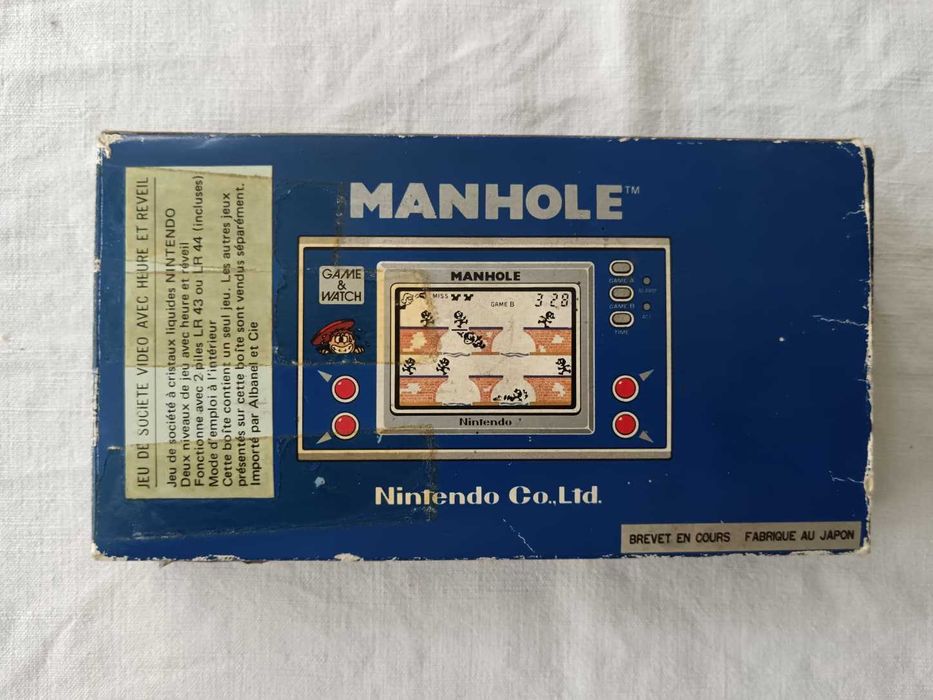 JEU DE SOCIETE VIDEO AVEC HEURE ET REVEIL
Jeu de société à cristaux liquides NINTENDO
Deux niveaux de jeu avec heure et réveil
Fonctionne avec 2 piles LR 43 ou LR 44 (incluses)
Mode d'emploi à l'intérieur
Cette boîte contient un seul jeu. Les autres jeux
présentés sur cette boîte sont vendus séparément.
Importé par Albanel et Cie
MANHOLE™
GAME
&
WATCH
MANHOLE
MISS
GAME B
3 28
GAME A
GAME B
TIME
Nintendo
Nintendo Co.,Ltd.
BREVET EN COURS FABRIQUE AU JAPON